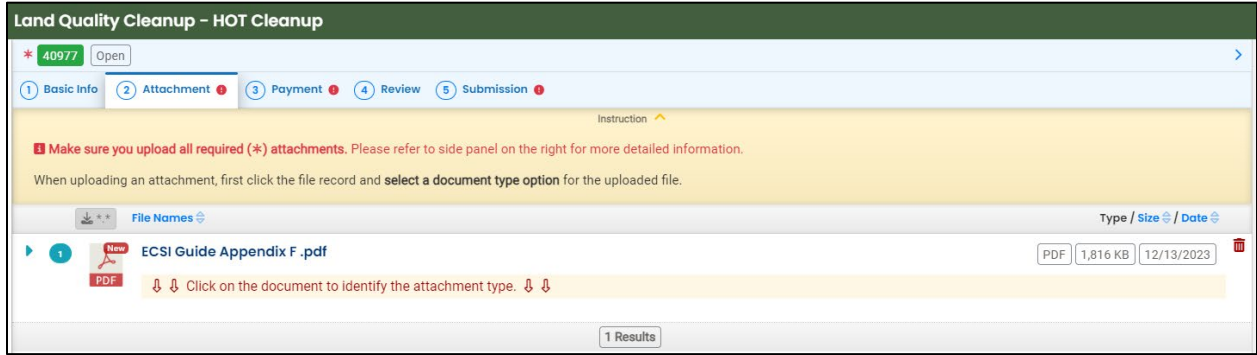 Land Quality Cleanup - HOT Cleanup
* 40977 Open
1 Basic Info 2 Attachment ! 3 Payment ! 4 Review 5 Submission !
Instruction
Make sure you upload all required (*) attachments. Please refer to side panel on the right for more detailed information.
When uploading an attachment, first click the file record and select a document type option for the uploaded file.
*.* File Names Type / Size / Date
1 New PDF ECSI Guide Appendix F .pdf PDF 1,816 KB 12/13/2023
⇩ ⇩ Click on the document to identify the attachment type. ⇩ ⇩
1 Results